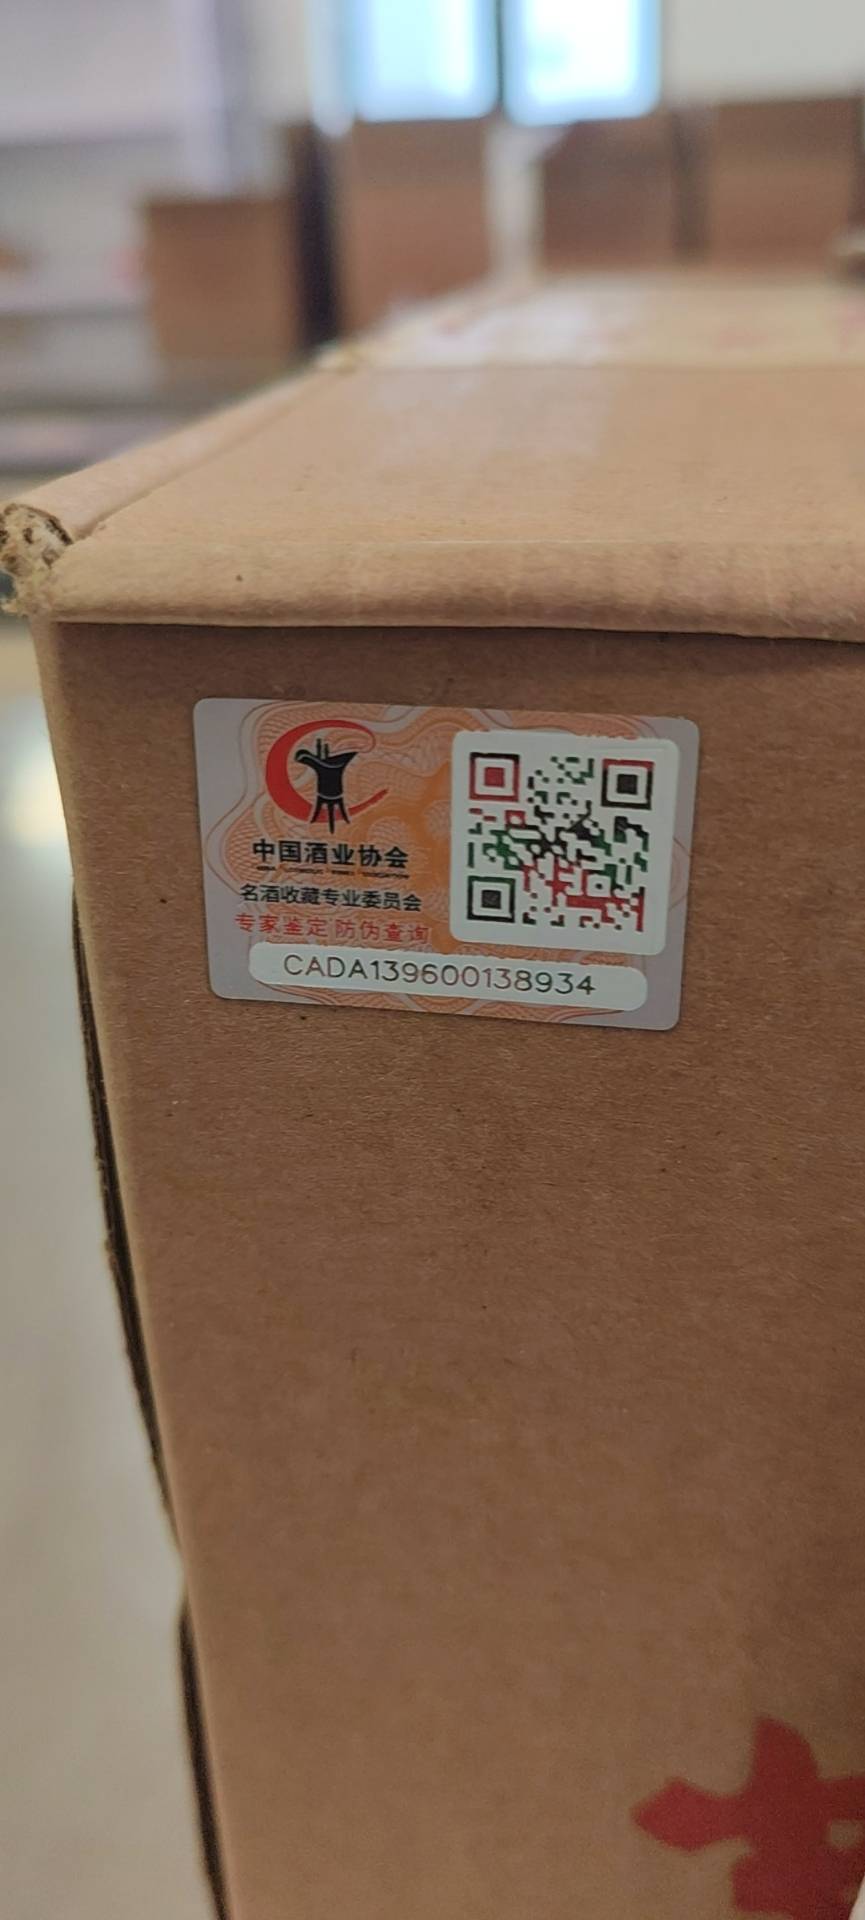 中国酒业协会
名酒收藏专业委员会
专家鉴定 防伪查询
CADA139600138934